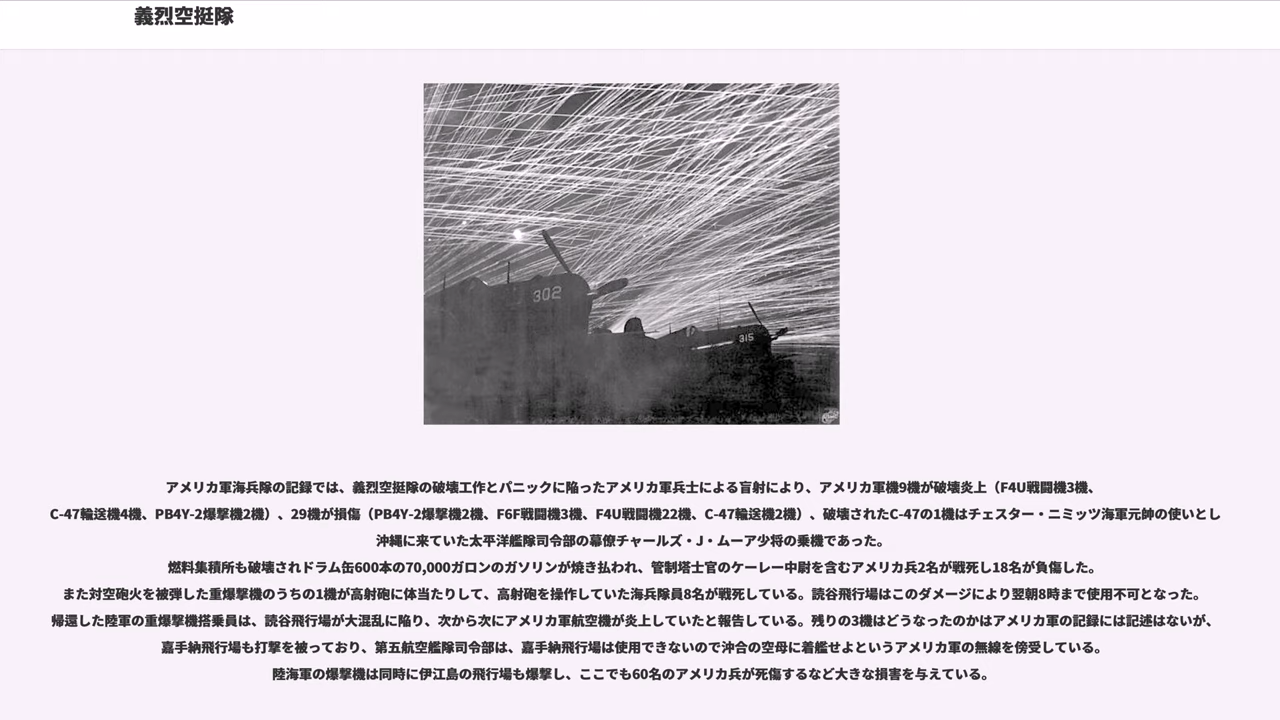 義烈空挺隊
302
315
アメリカ軍海兵隊の記録では、義烈空挺隊の破壊工作とパニックに陥ったアメリカ軍兵士による盲射により、アメリカ軍機9機が破壊炎上（F4U戦闘機3機、
C-47輸送機4機、PB4Y-2爆撃機2機）、29機が損傷（PB4Y-2爆撃機2機、F6F戦闘機3機、F4U戦闘機22機、C-47輸送機2機）、破壊されたC-47の1機はチェスター・ニミッツ海軍元帥の使いとし
沖縄に来ていた太平洋艦隊司令部の幕僚チャールズ・J・ムーア少将の乗機であった。
燃料集積所も破壊されドラム缶600本の70,000ガロンのガソリンが焼き払われ、管制塔士官のケーレー中尉を含むアメリカ兵2名が戦死し18名が負傷した。
また対空砲火を被弾した重爆撃機のうちの1機が高射砲に体当たりして、高射砲を操作していた海兵隊員8名が戦死している。読谷飛行場はこのダメージにより翌朝8時まで使用不可となった。
帰還した陸軍の重爆撃機搭乗員は、読谷飛行場が大混乱に陥り、次から次にアメリカ軍航空機が炎上していたと報告している。残りの3機はどうなったのかはアメリカ軍の記録には記述はないが、
嘉手納飛行場も打撃を被っており、第五航空艦隊司令部は、嘉手納飛行場は使用できないので沖合の空母に着艦せよというアメリカ軍の無線を傍受している。
陸海軍の爆撃機は同時に伊江島の飛行場も爆撃し、ここでも60名のアメリカ兵が死傷するなど大きな損害を与えている。